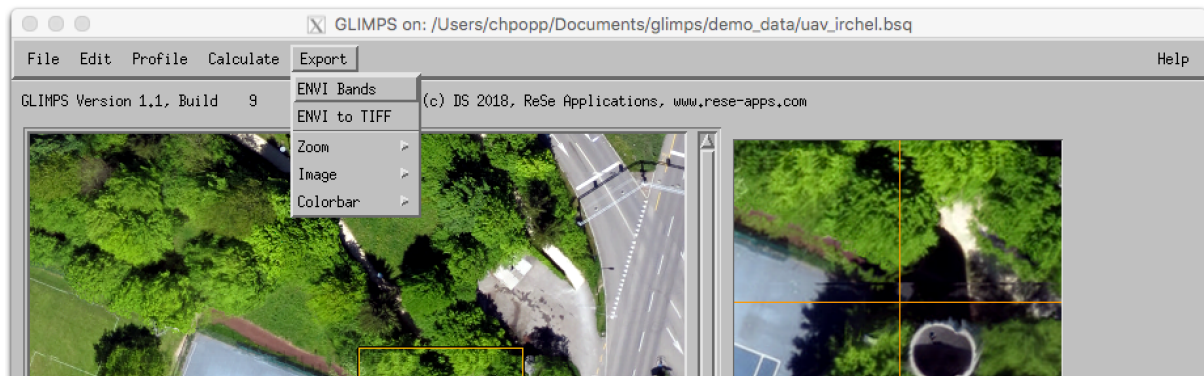 GLIMPS on: /Users/chpopp/Documents/glimps/demo_data/uav_irchel.bsq
File Edit Profile Calculate Export Help
GLIMPS Version 1.1, Build 9 (c) DS 2018, ReSe Applications, www.rese-apps.com
ENVI Bands
ENVI to TIFF
Zoom
Image
Colorbar